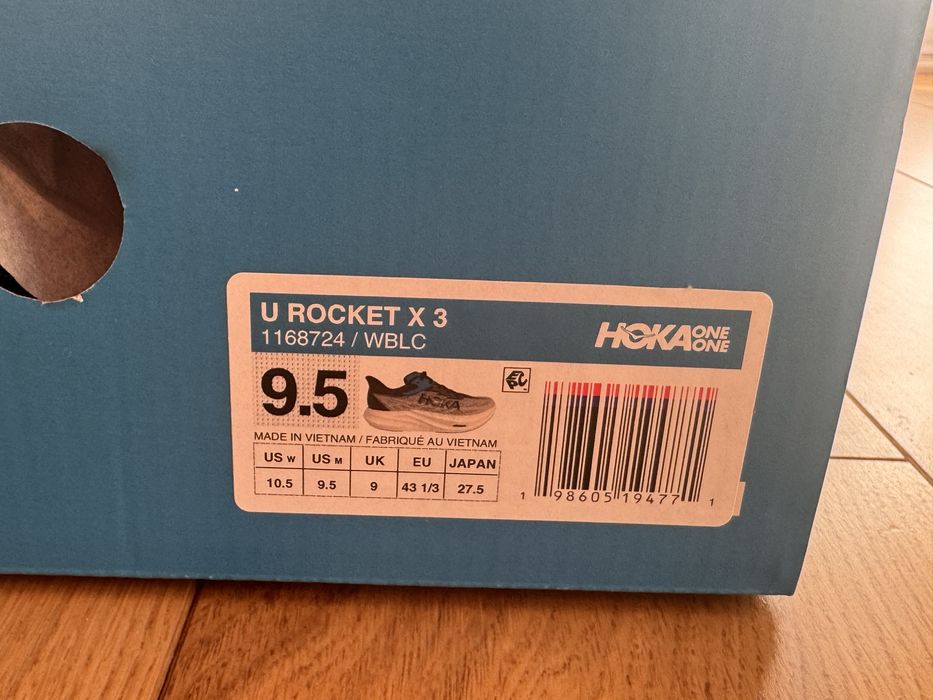 U ROCKET X 3
1168724 / WBLC
HOKA ONE ONE
9.5
HOKA
MADE IN VIETNAM / FABRIQUÉ AU VIETNAM
US W US M UK EU JAPAN
10.5 9.5 9 43 1/3 27.5
1 98605 19477 1